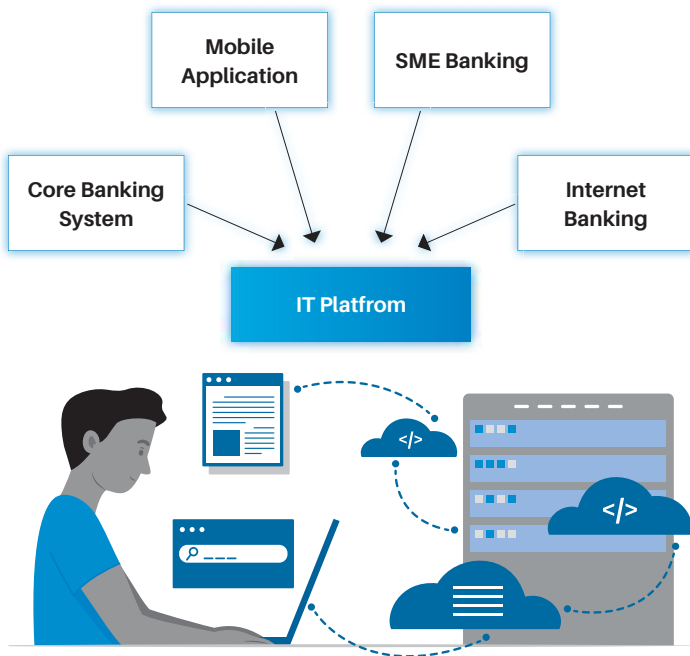 Mobile
Application
SME Banking
Core Banking
System
Internet
Banking
IT Platfrom
</>
</>